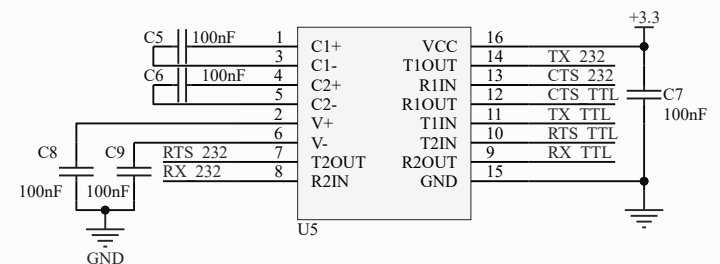 +3.3
C5 100nF 1 C1+ VCC 16
3 C1- T1OUT 14 TX_232
C6 100nF 4 C2+ R1IN 13 CTS_232
5 C2- R1OUT 12 CTS_TTL C7
2 V+ T1IN 11 TX_TTL 100nF
6 V- T2IN 10 RTS_TTL
C8 C9 RTS_232 7 T2OUT R2OUT 9 RX_TTL
100nF 100nF RX_232 8 R2IN GND 15
U5
GND